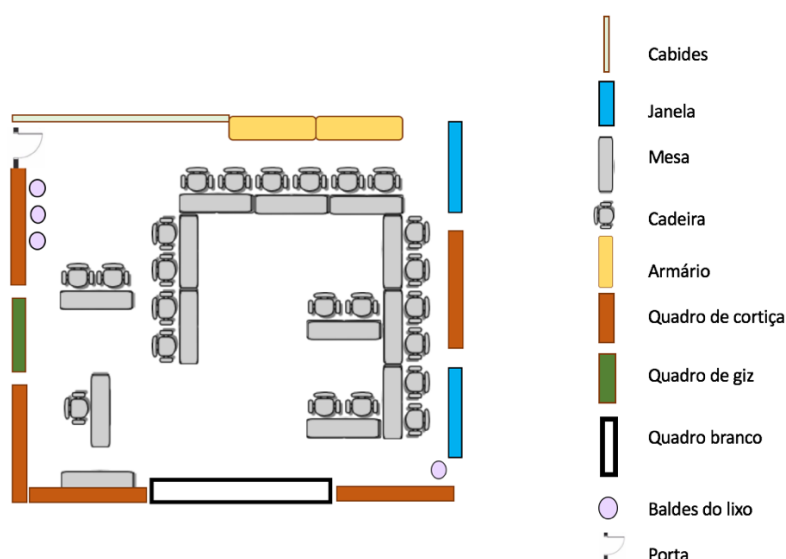 Cabides
Janela
Mesa
Cadeira
Armário
Quadro de cortiça
Quadro de giz
Quadro branco
Baldes do lixo
Porta